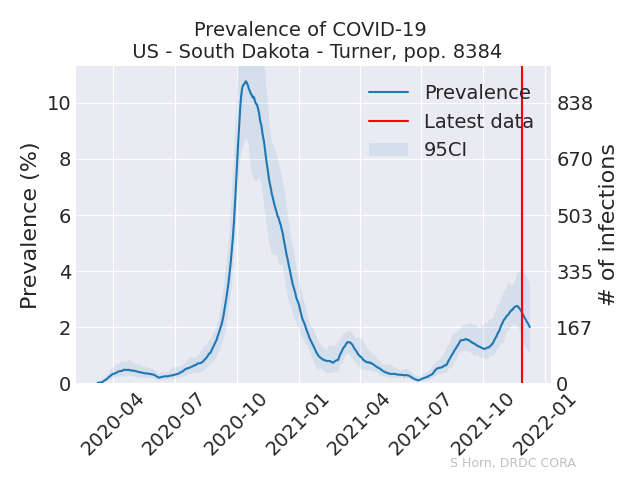 Prevalence of COVID-19
US - South Dakota - Turner, pop. 8384
Prevalence
Latest data
95CI
Prevalence (%)
10
8
6
4
2
0
838
670
503
335
167
0
# of infections
2020-04
2020-07
2020-10
2021-01
2021-04
2021-07
2021-10
2022-01
S Horn, DRDC CORA